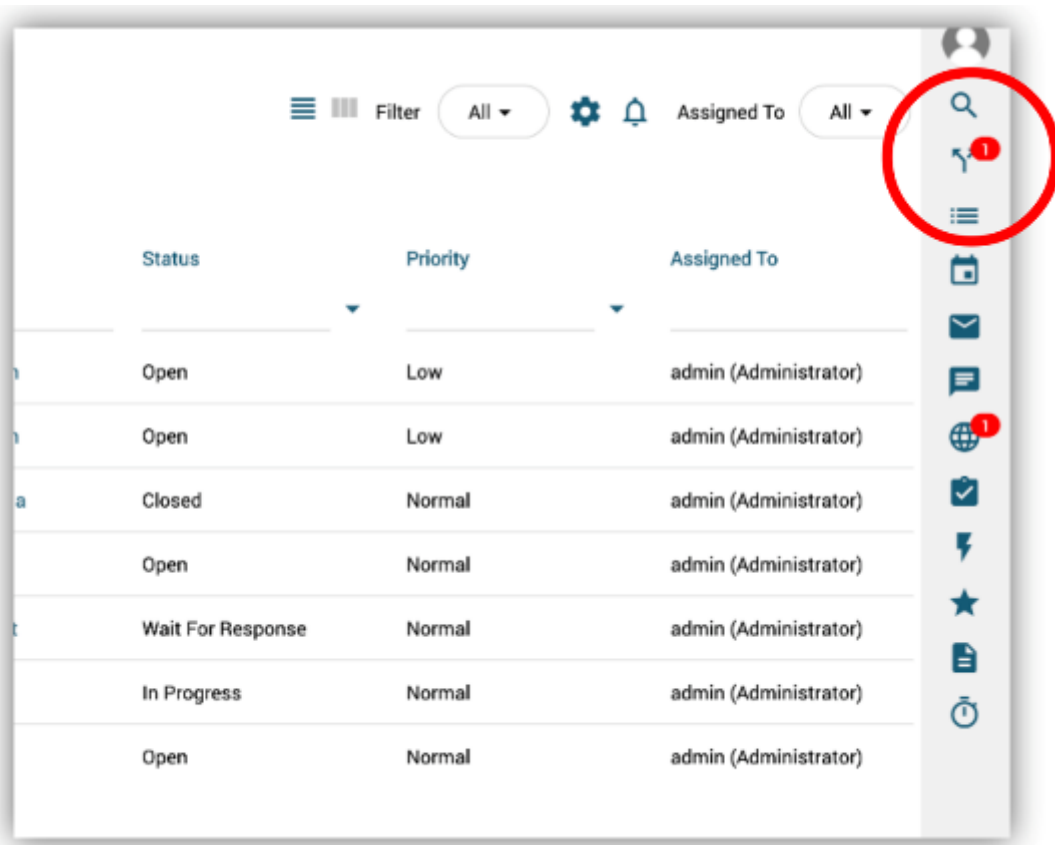 Filter All Assigned To All
1
Status Priority Assigned To
Open Low admin (Administrator)
Open Low admin (Administrator)
1
a Closed Normal admin (Administrator)
Open Normal admin (Administrator)
t Wait For Response Normal admin (Administrator)
In Progress Normal admin (Administrator)
Open Normal admin (Administrator)